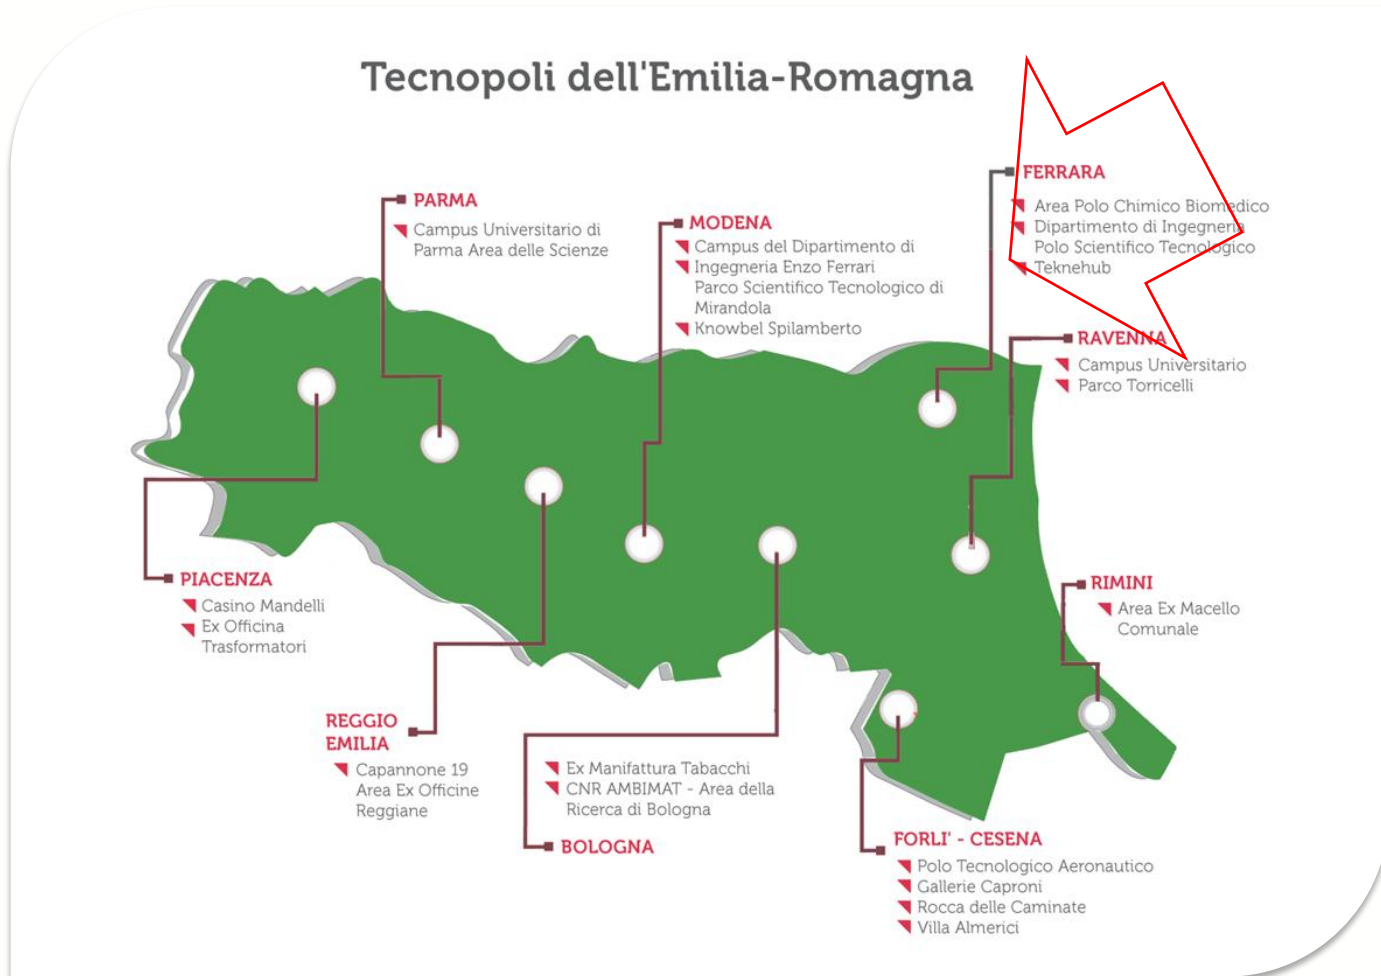 Tecnopoli dell'Emilia-Romagna
PARMA
Campus Universitario di
Parma Area delle Scienze
MODENA
Campus del Dipartimento di
Ingegneria Enzo Ferrari
Parco Scientifico Tecnologico di
Mirandola
Knowbel Spilamberto
FERRARA
Area Polo Chimico Biomedico
Dipartimento di Ingegneria
Polo Scientifico Tecnologico
Teknehub
RAVENNA
Campus Universitario
Parco Torricelli
PIACENZA
Casino Mandelli
Ex Officina
Trasformatori
RIMINI
Area Ex Macello
Comunale
REGGIO
EMILIA
Capannone 19
Area Ex Officine
Reggiane
Ex Manifattura Tabacchi
CNR AMBIMAT - Area della
Ricerca di Bologna
BOLOGNA
FORLI' - CESENA
Polo Tecnologico Aeronautico
Gallerie Caproni
Rocca delle Caminate
Villa Almerici